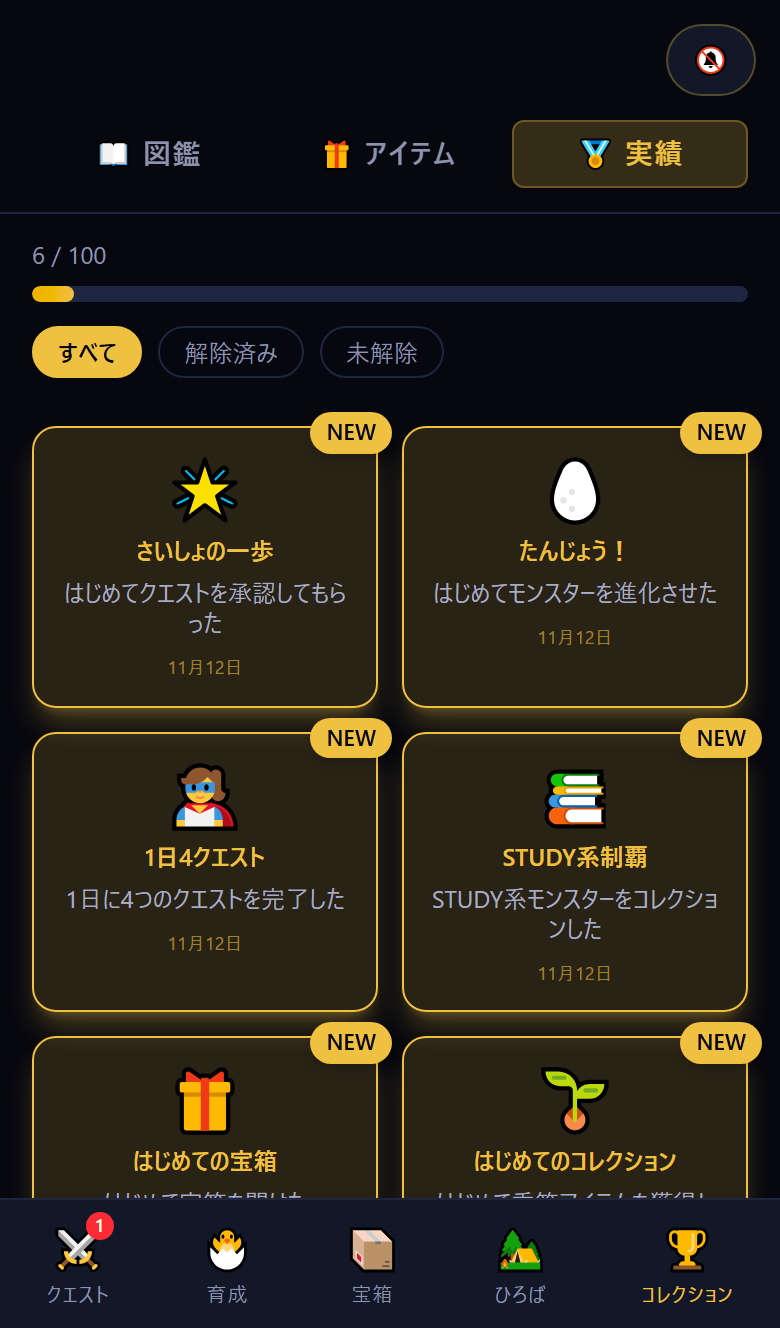 図鑑
アイテム
実績
6 / 100
すべて
解除済み
未解除
NEW
NEW
さいしょの一歩
たんじょう！
はじめてクエストを承認してもら
った
はじめてモンスターを進化させた
11月12日
11月12日
NEW
NEW
1日4クエスト
STUDY系制覇
1日に4つのクエストを完了した
STUDY系モンスターをコレクショ
ンした
11月12日
11月12日
NEW
NEW
はじめての宝箱
はじめてのコレクション
1
クエスト
育成
宝箱
ひろば
コレクション